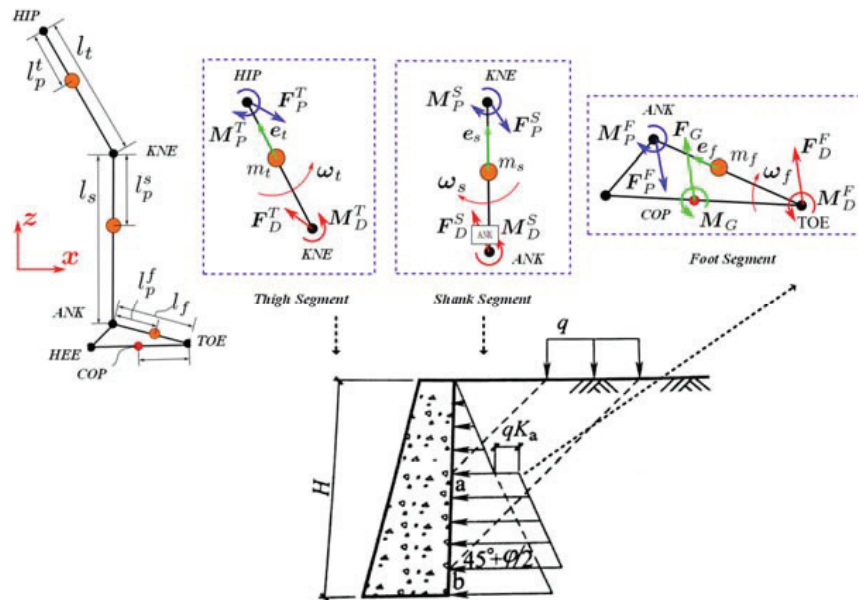 HIP
l_t
l_p^t
KNE
l_s
l_p^s
z
x
ANK
l_p^f
l_f
HEE
TOE
COP
HIP
F_P^T
M_P^T
e_t
m_t
ω_t
F_D^T
M_D^T
KNE
Thigh Segment
KNE
M_P^S
F_P^S
e_s
m_s
ω_s
F_D^S
M_D^S
ANK
ANK
Shank Segment
ANK
M_P^F
F_G
e_f
m_f
F_D^F
ω_f
F_P^F
M_D^F
COP
M_G
TOE
Foot Segment
q
qK_a
H
a
45°+φ/2
b